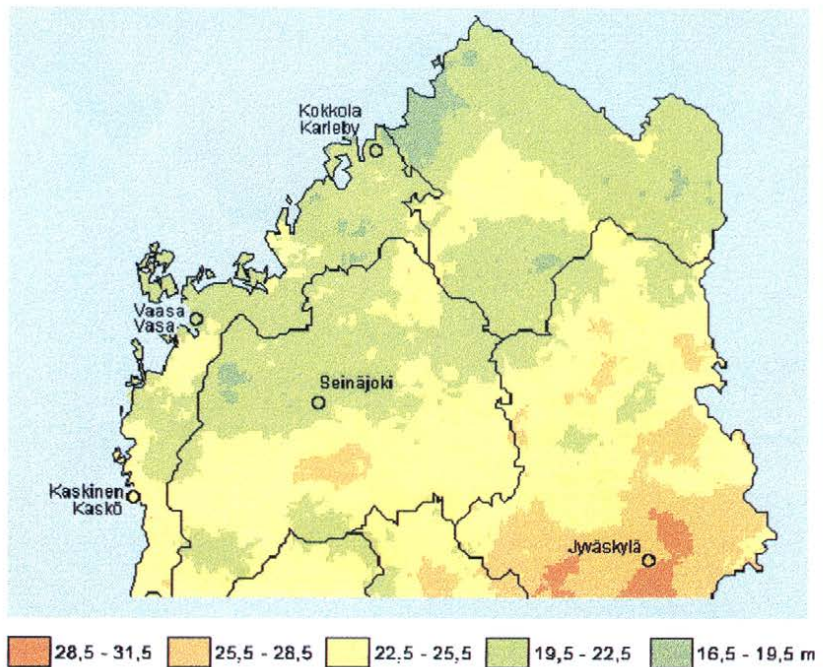 Kokkola
Karleby
Vaasa
Vasa
Seinäjoki
Kaskinen
Kaskö
Jyväskylä
28,5 - 31,5 25,5 - 28,5 22,5 - 25,5 19,5 - 22,5 16,5 - 19,5 m